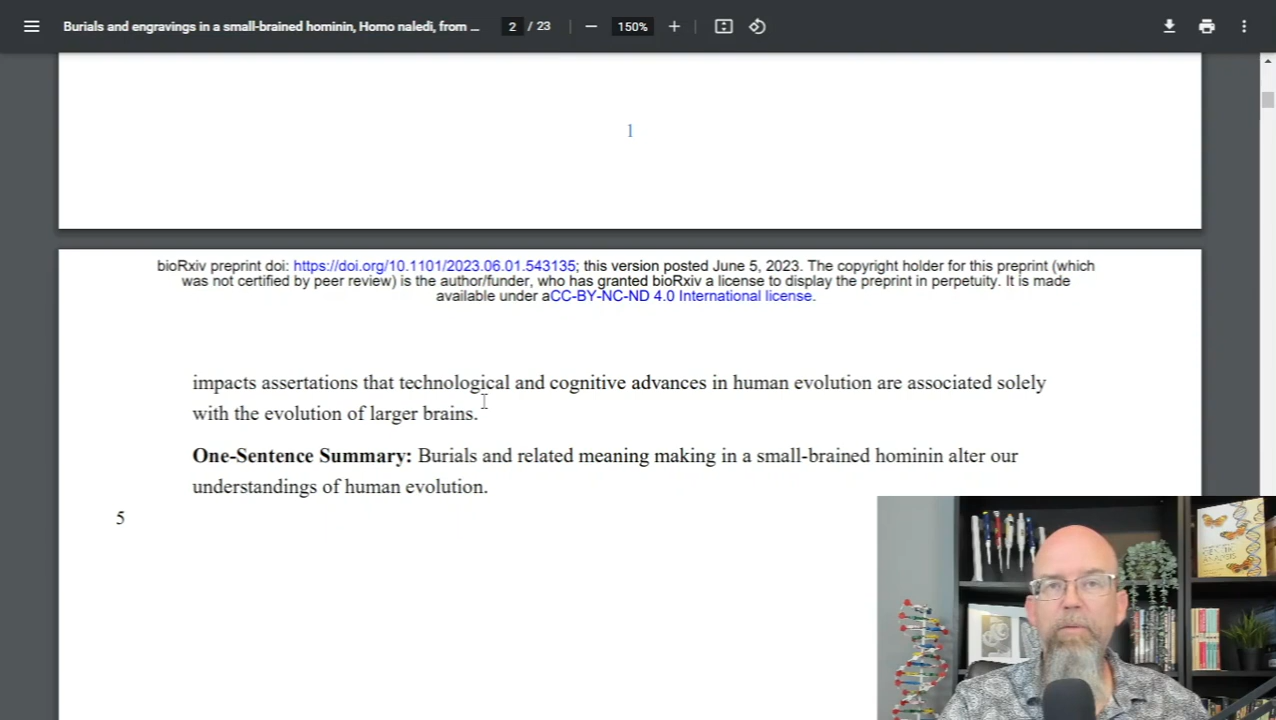 Burials and engravings in a small-brained hominin, Homo naledi, from ...
2 / 23
150%
1
bioRxiv preprint doi: https://doi.org/10.1101/2023.06.01.543135; this version posted June 5, 2023. The copyright holder for this preprint (which
was not certified by peer review) is the author/funder, who has granted bioRxiv a license to display the preprint in perpetuity. It is made
available under aCC-BY-NC-ND 4.0 International license.
impacts assertations that technological and cognitive advances in human evolution are associated solely
with the evolution of larger brains.
One-Sentence Summary: Burials and related meaning making in a small-brained hominin alter our
understandings of human evolution.
5